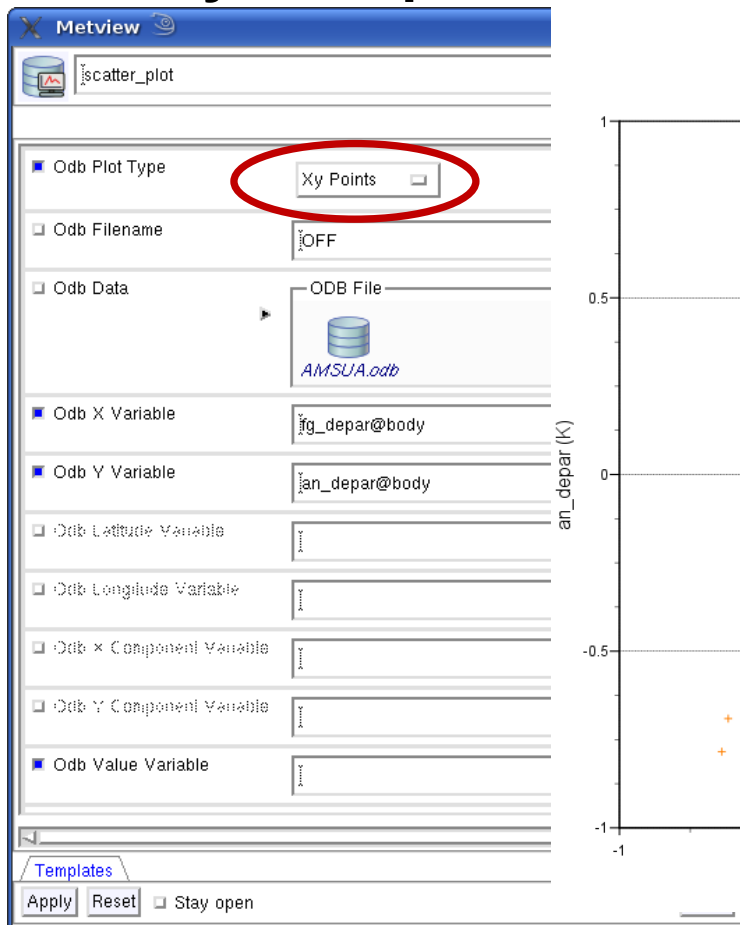 Metview
scatter_plot
Odb Plot Type
Xy Points
Odb Filename
OFF
Odb Data
ODB File
AMSUA.odb
Odb X Variable
fg_depar@body
Odb Y Variable
an_depar@body
Odb Latitude Variable
Odb Longitude Variable
Odb X Component Variable
Odb Y Component Variable
Odb Value Variable
Templates
Apply Reset Stay open
1
0.5
0
-0.5
-1
-1
an_depar (K)